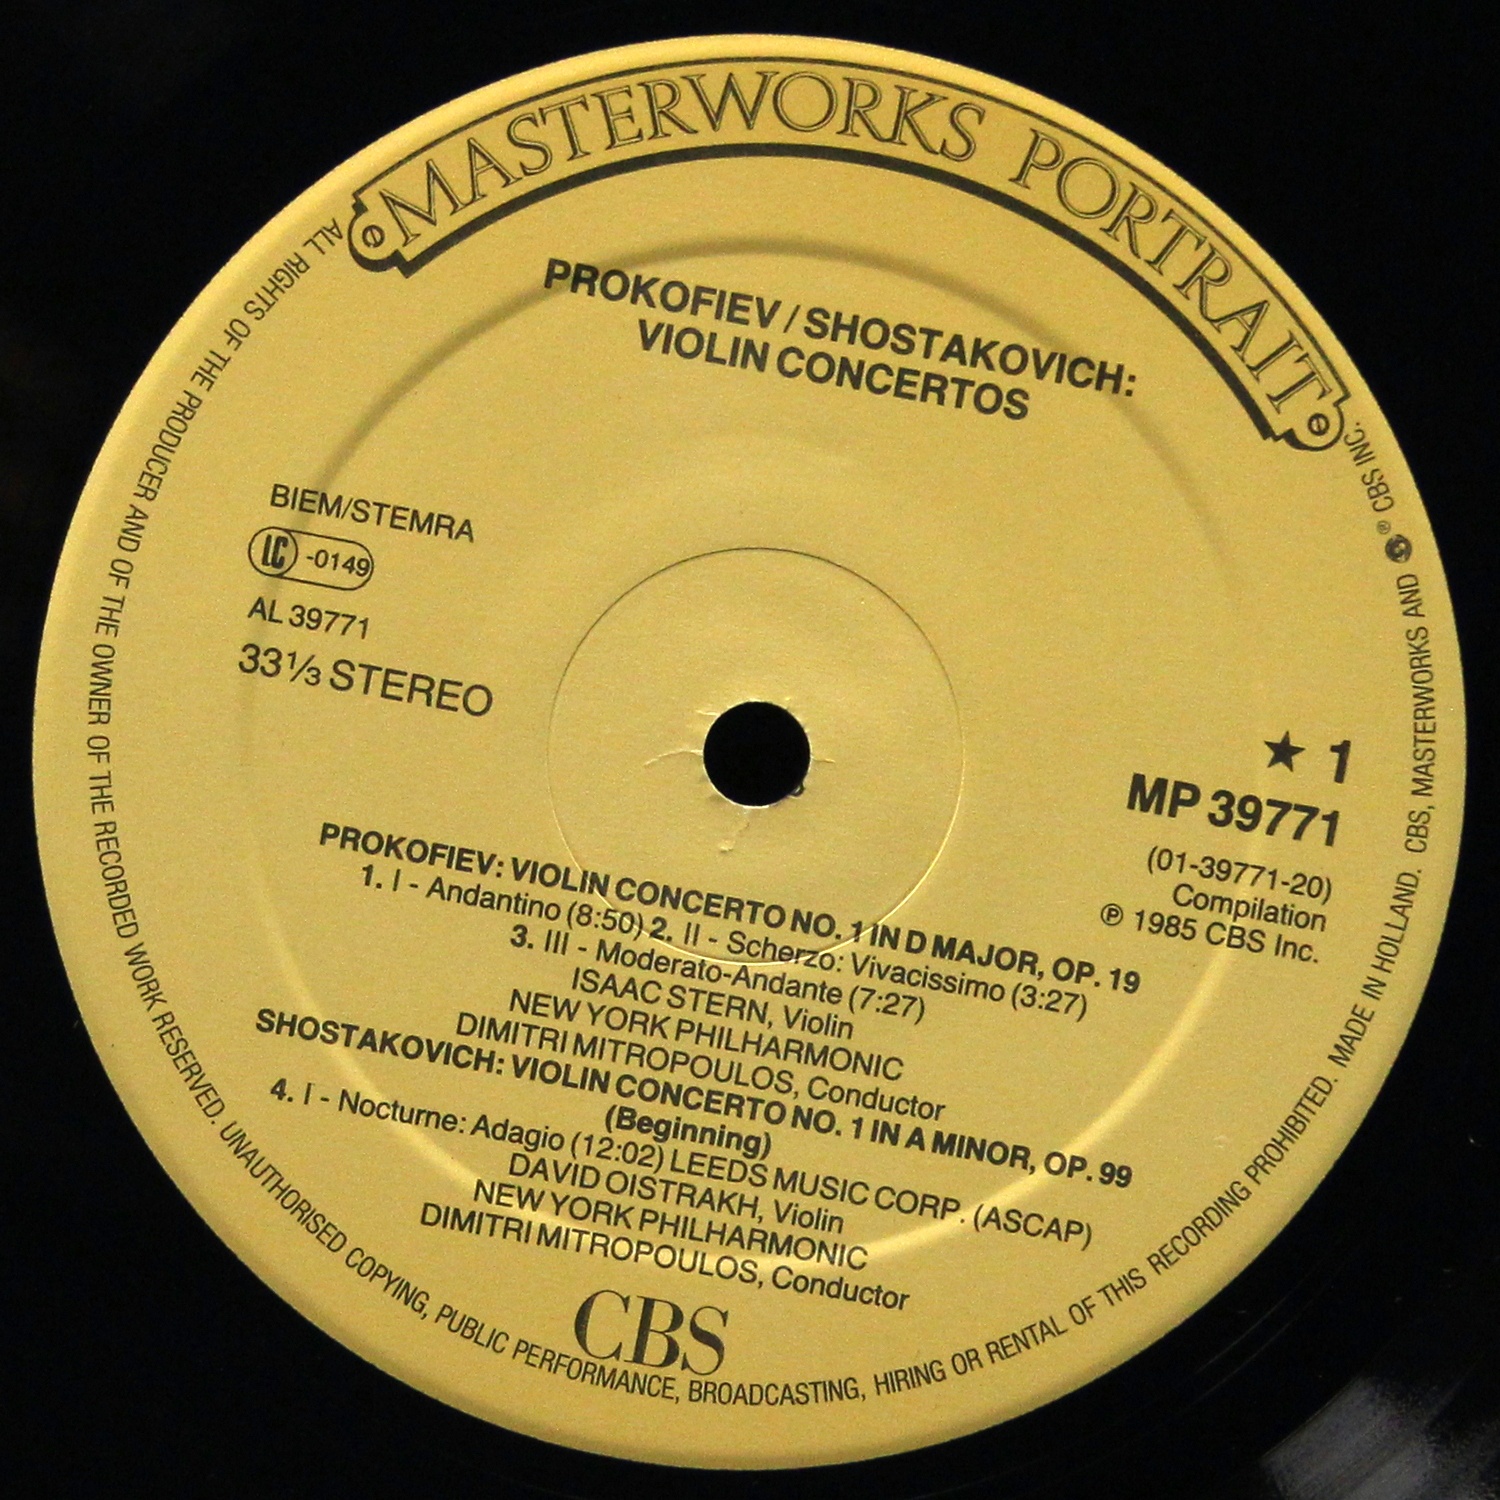 MASTERWORKS PORTRAIT
PROKOFIEV / SHOSTAKOVICH:
VIOLIN CONCERTOS
BIEM/STEMRA
LC -0149
AL 39771
33⅓ STEREO
★ 1
MP 39771
(01-39771-20)
Compilation
℗ 1985 CBS Inc.
PROKOFIEV: VIOLIN CONCERTO NO. 1 IN D MAJOR, OP. 19
1. I - Andantino (8:50) 2. II - Scherzo: Vivacissimo (3:27)
3. III - Moderato-Andante (7:27)
ISAAC STERN, Violin
NEW YORK PHILHARMONIC
DIMITRI MITROPOULOS, Conductor
SHOSTAKOVICH: VIOLIN CONCERTO NO. 1 IN A MINOR, OP. 99
(Beginning)
4. I - Nocturne: Adagio (12:02) LEEDS MUSIC CORP. (ASCAP)
DAVID OISTRAKH, Violin
NEW YORK PHILHARMONIC
DIMITRI MITROPOULOS, Conductor
CBS
ALL RIGHTS OF THE PRODUCER AND OF THE OWNER OF THE RECORDED WORK RESERVED. UNAUTHORISED COPYING, PUBLIC PERFORMANCE, BROADCASTING, HIRING OR RENTAL OF THIS RECORDING PROHIBITED. MADE IN HOLLAND. CBS, MASTERWORKS AND ® CBS INC.